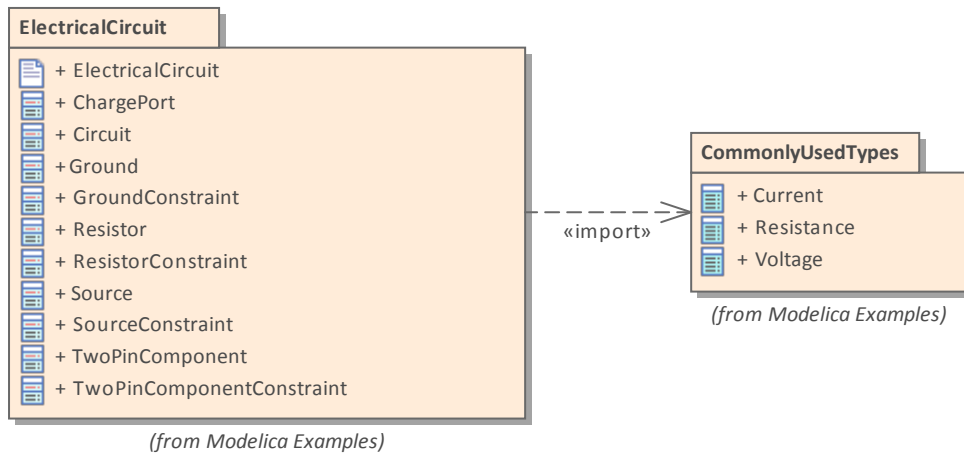 ElectricalCircuit
+ ElectricalCircuit
+ ChargePort
+ Circuit
+Ground
+ GroundConstraint
+ Resistor
+ ResistorConstraint
+ Source
+ SourceConstraint
+ TwoPinComponent
+ TwoPinComponentConstraint
(from Modelica Examples)
«import»
CommonlyUsedTypes
+ Current
+ Resistance
+ Voltage
(from Modelica Examples)